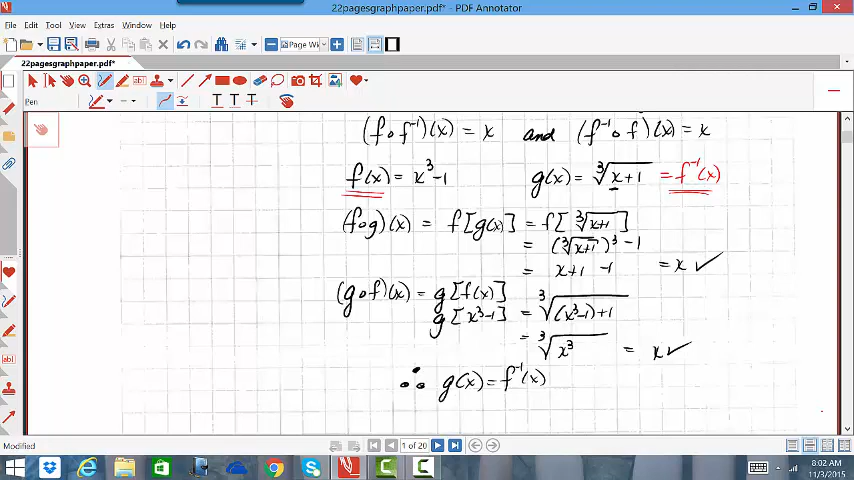 22pagesgraphpaper.pdf* - PDF Annotator
File Edit Tool View Extras Window Help
Page Wi
22pagesgraphpaper.pdf*
Pen
(f∘f⁻¹)(x) = x and (f⁻¹∘f)(x) = x
f(x) = x³-1 g(x) = ∛x+1 = f⁻¹(x)
(f∘g)(x) = f[g(x)] = f[∛x+1]
= (∛x+1)³ - 1
= x+1 -1 = x ✓
(g∘f)(x) = g[f(x)]
g[x³-1] = ∛(x³-1)+1
= ∛x³ = x ✓
∴ g(x) = f⁻¹(x)
Modified
1 of 20
8:02 AM
11/3/2015